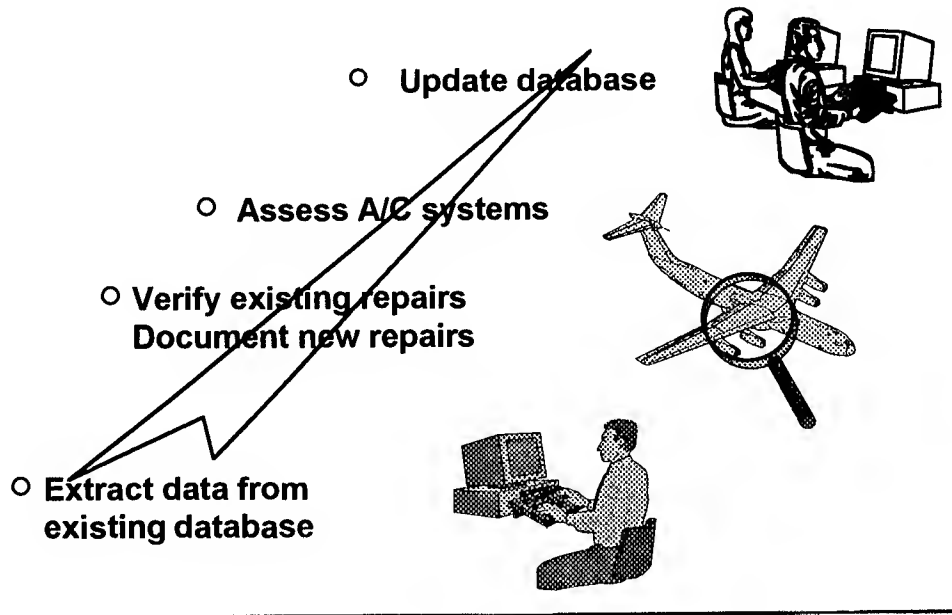 ○ Update database
○ Assess A/C systems
○ Verify existing repairs
Document new repairs
○ Extract data from
existing database